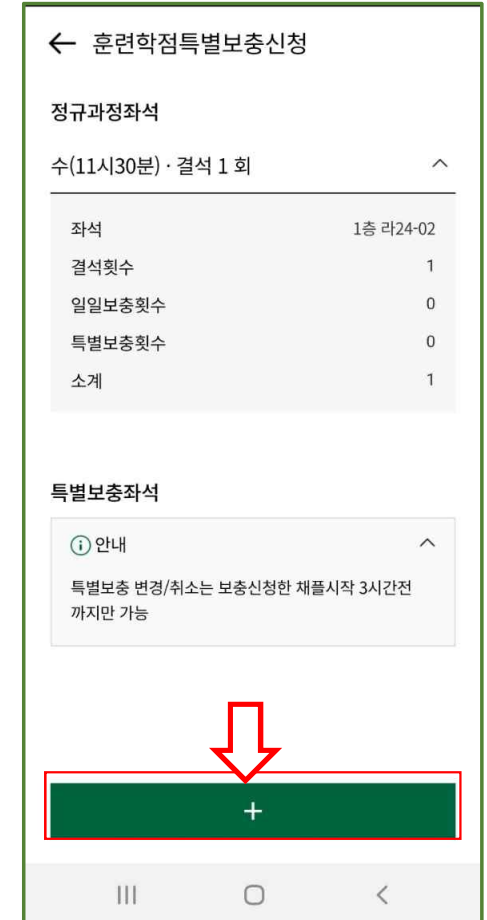 ← 훈련학점특별보충신청
정규과정좌석
수(11시30분) · 결석 1 회
좌석 1층 라24-02
결석횟수 1
일일보충횟수 0
특별보충횟수 0
소계 1
특별보충좌석
안내
특별보충 변경/취소는 보충신청한 채플시작 3시간전
까지만 가능
+